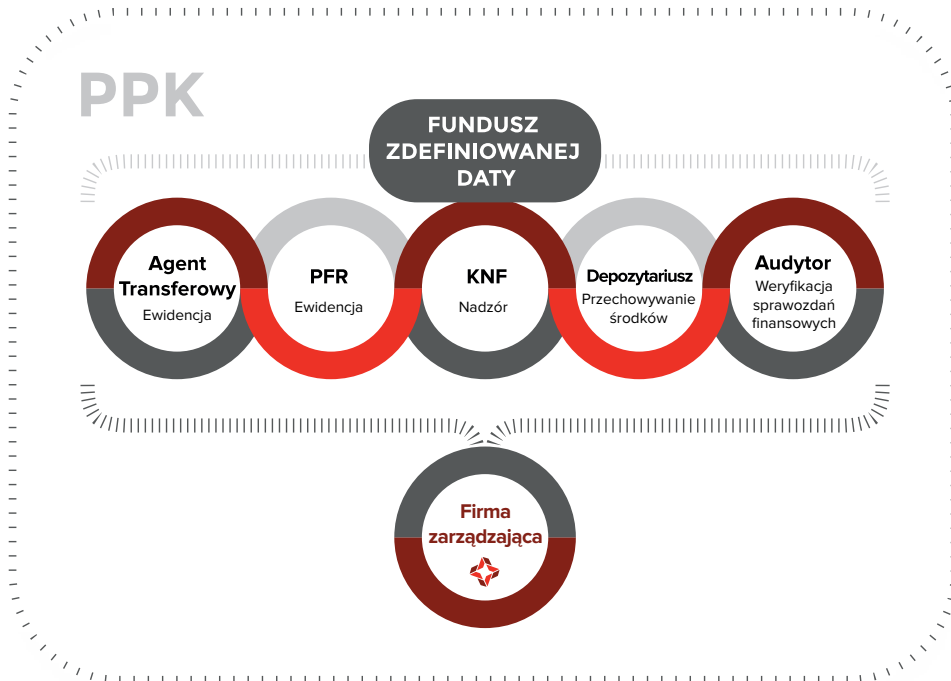 PPK
FUNDUSZ
ZDEFINIOWANEJ
DATY
Agent
Transferowy
Ewidencja
PFR
Ewidencja
KNF
Nadzór
Depozytariusz
Przechowywanie
środków
Audytor
Weryfikacja
sprawozdań
finansowych
Firma
zarządzająca